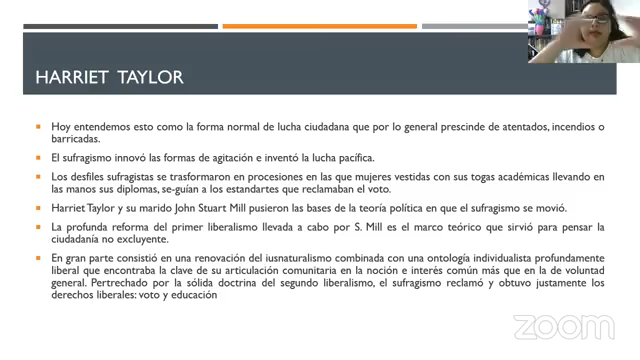 HARRIET TAYLOR
Hoy entendemos esto como la forma normal de lucha ciudadana que por lo general prescinde de atentados, incendios o
barricadas.
El sufragismo innovó las formas de agitación e inventó la lucha pacífica.
Los desfiles sufragistas se trasformaron en procesiones en las que mujeres vestidas con sus togas académicas llevando en
las manos sus diplomas, se-guían a los estandartes que reclamaban el voto.
Harriet Taylor y su marido John Stuart Mill pusieron las bases de la teoría política en que el sufragismo se movió.
La profunda reforma del primer liberalismo llevada a cabo por S. Mill es el marco teórico que sirvió para pensar la
ciudadanía no excluyente.
En gran parte consistió en una renovación del iusnaturalismo combinada con una ontología individualista profundamente
liberal que encontraba la clave de su articulación comunitaria en la noción e interés común más que en la de voluntad
general. Pertrechado por la sólida doctrina del segundo liberalismo, el sufragismo reclamó y obtuvo justamente los
derechos liberales: voto y educación
zoom